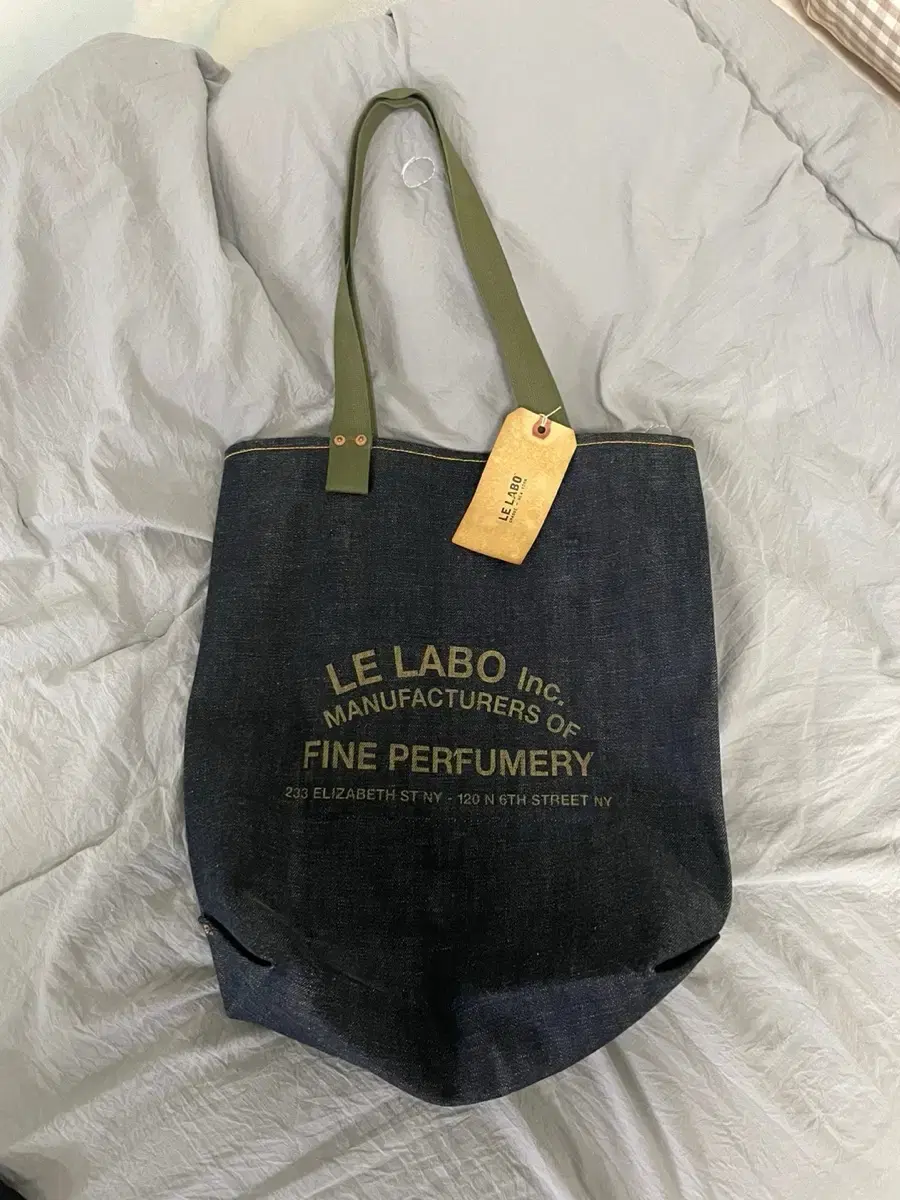 LE LABO
LE LABO Inc.
MANUFACTURERS OF
FINE PERFUMERY
233 ELIZABETH ST NY - 120 N 6TH STREET NY